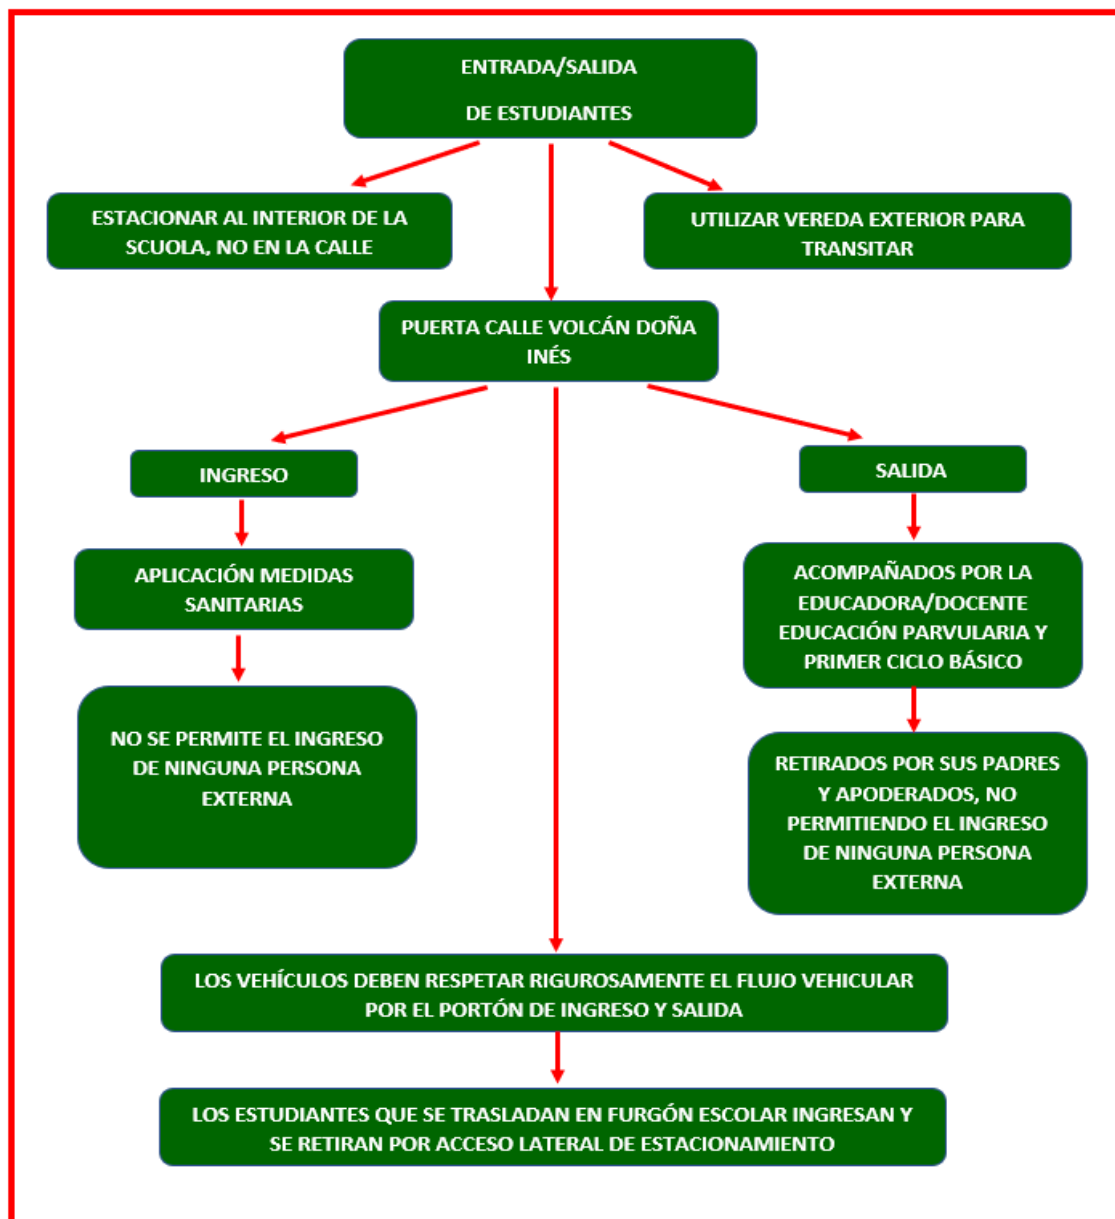 ENTRADA/SALIDA
DE ESTUDIANTES
ESTACIONAR AL INTERIOR DE LA
SCUOLA, NO EN LA CALLE
UTILIZAR VEREDA EXTERIOR PARA
TRANSITAR
PUERTA CALLE VOLCÁN DOÑA
INÉS
INGRESO
APLICACIÓN MEDIDAS
SANITARIAS
NO SE PERMITE EL INGRESO
DE NINGUNA PERSONA
EXTERNA
SALIDA
ACOMPAÑADOS POR LA
EDUCADORA/DOCENTE
EDUCACIÓN PARVULARIA Y
PRIMER CICLO BÁSICO
RETIRADOS POR SUS PADRES
Y APODERADOS, NO
PERMITIENDO EL INGRESO
DE NINGUNA PERSONA
EXTERNA
LOS VEHÍCULOS DEBEN RESPETAR RIGUROSAMENTE EL FLUJO VEHICULAR
POR EL PORTÓN DE INGRESO Y SALIDA
LOS ESTUDIANTES QUE SE TRASLADAN EN FURGÓN ESCOLAR INGRESAN Y
SE RETIRAN POR ACCESO LATERAL DE ESTACIONAMIENTO